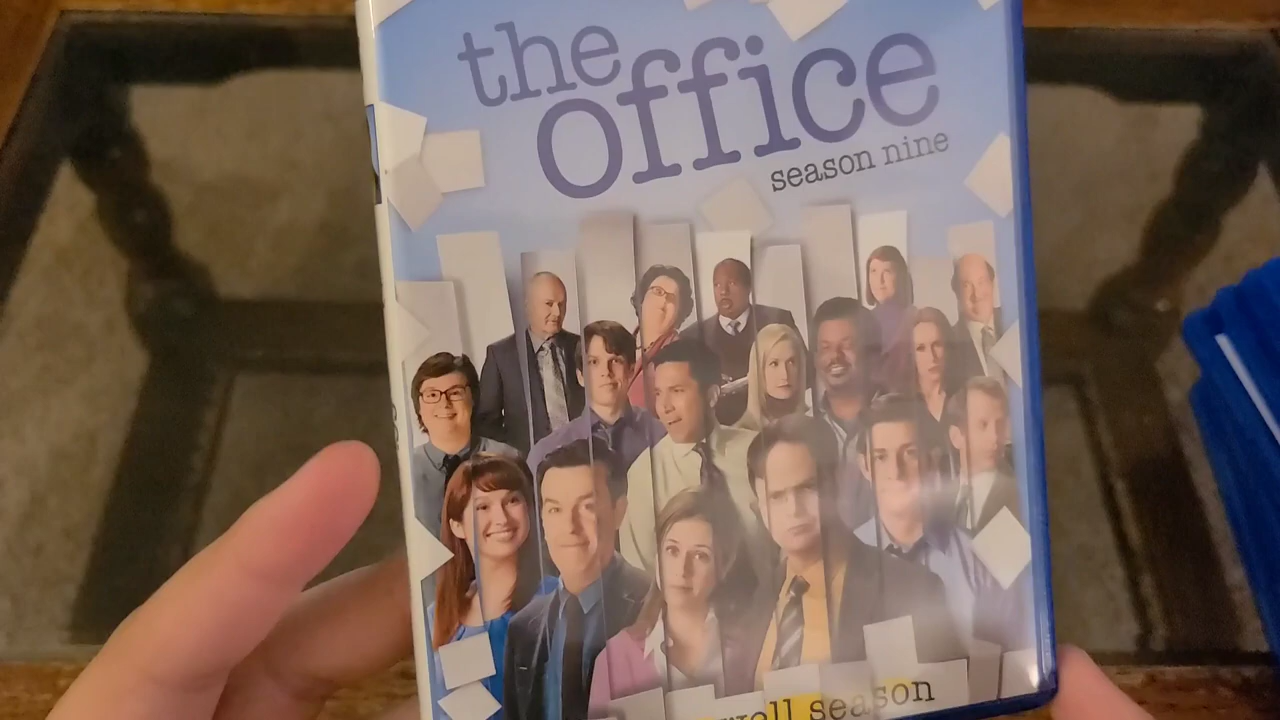 the
office
season nine
season